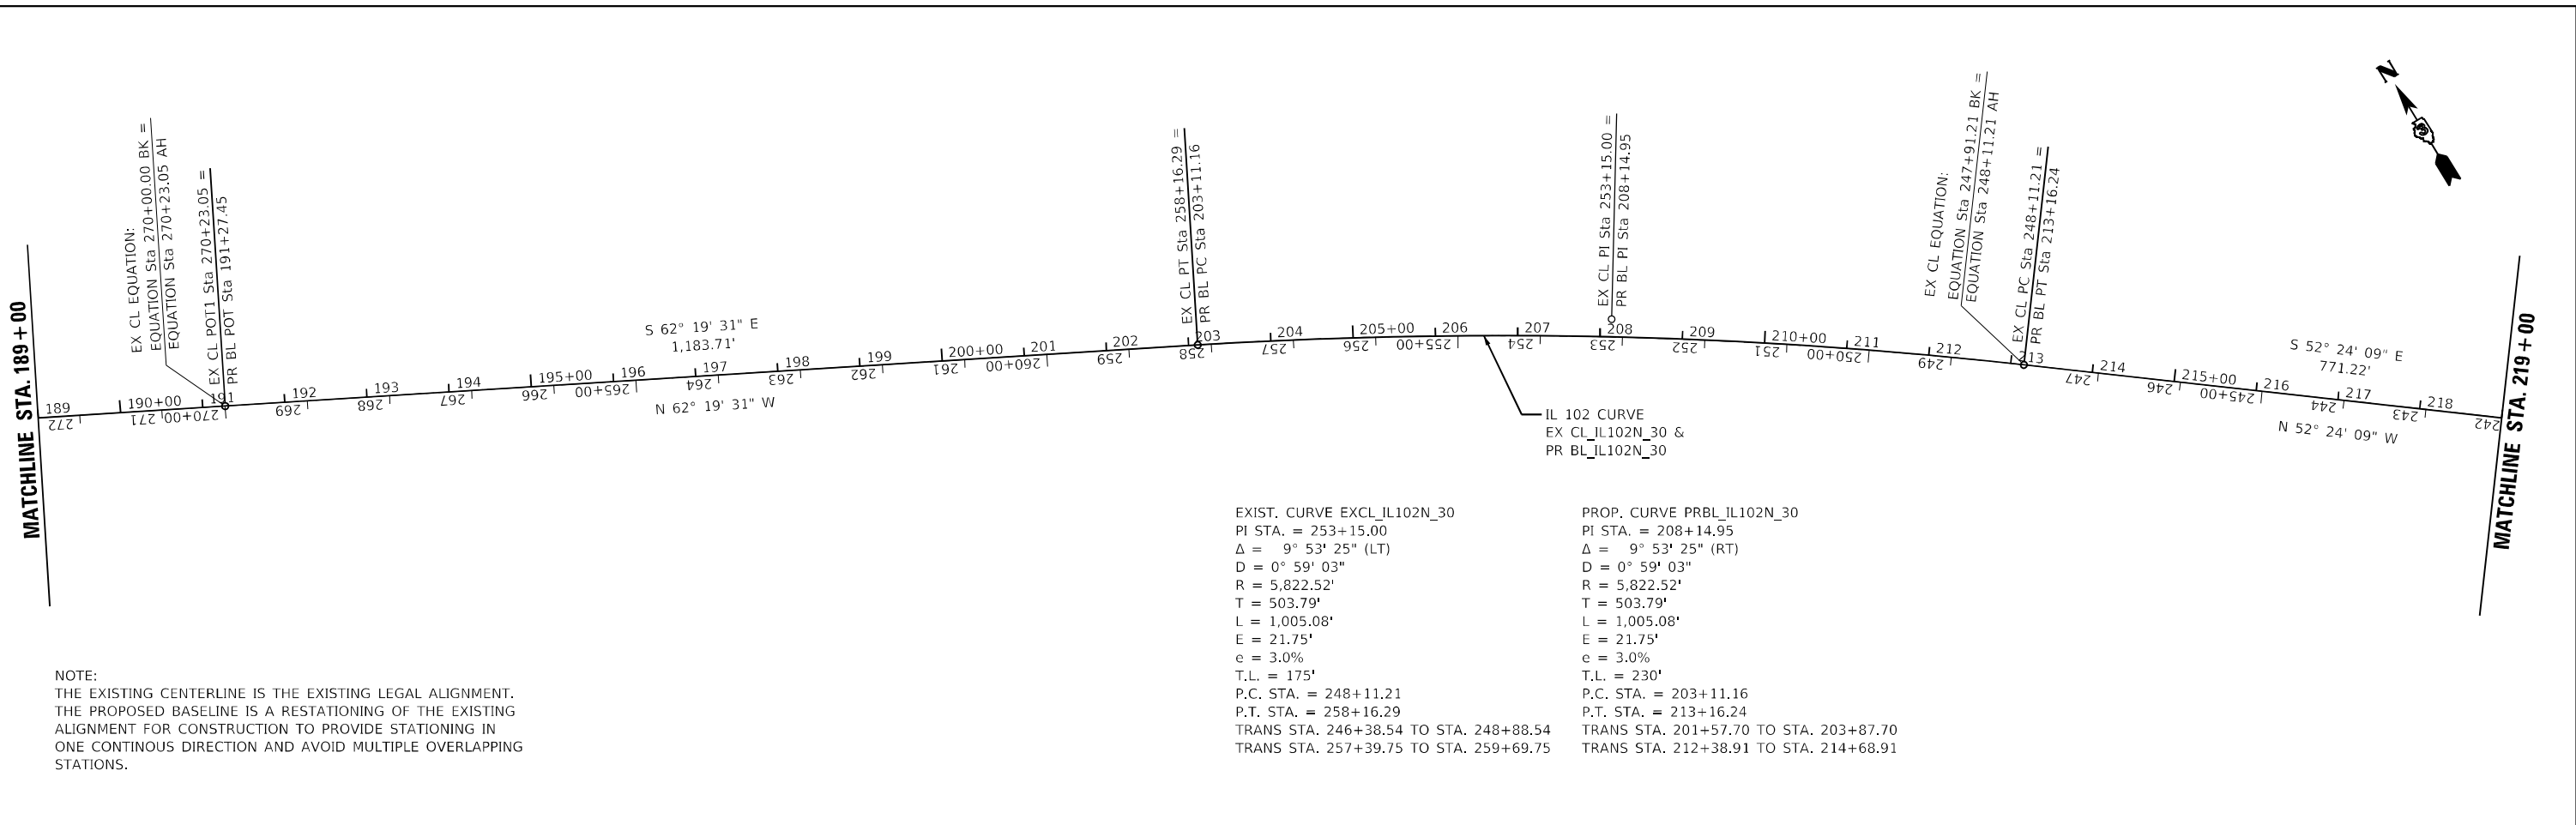 N
EX CL EQUATION:
EQUATION Sta 270+00.00 BK =
EQUATION Sta 270+23.05 AH
EX CL POT1 Sta 270+23.05 =
PR BL POT Sta 191+27.45
EX CL PT Sta 258+16.29 =
PR BL PC Sta 203+11.16
EX CL PI Sta 253+15.00 =
PR BL PI Sta 208+14.95
EX CL EQUATION:
EQUATION Sta 247+91.21 BK =
EQUATION Sta 248+11.21 AH
EX CL PC Sta 248+11.21 =
PR BL PT Sta 213+16.24
MATCHLINE STA. 189+00
MATCHLINE STA. 219+00
S 62° 19' 31" E
1,183.71'
S 52° 24' 09" E
771.22'
189 190+00 191 192 193 194 195+00 196 197 198 199 200+00 201 202 203 204 205+00 206 207 208 209 210+00 211 212 213 214 215+00 216 217 218
272 271 270+00 269 268 267 266 265+00 264 263 262 261 260+00 259 258 257 256 255+00 254 253 252 251 250+00 249 247 246 245+00 244 243 242
N 62° 19' 31" W
N 52° 24' 09" W
IL 102 CURVE
EX CL_IL102N_30 &
PR BL_IL102N_30
EXIST. CURVE EXCL_IL102N_30
PI STA. = 253+15.00
Δ = 9° 53' 25" (LT)
D = 0° 59' 03"
R = 5,822.52'
T = 503.79'
L = 1,005.08'
E = 21.75'
e = 3.0%
T.L. = 175'
P.C. STA. = 248+11.21
P.T. STA. = 258+16.29
TRANS STA. 246+38.54 TO STA. 248+88.54
TRANS STA. 257+39.75 TO STA. 259+69.75
PROP. CURVE PRBL_IL102N_30
PI STA. = 208+14.95
Δ = 9° 53' 25" (RT)
D = 0° 59' 03"
R = 5,822.52'
T = 503.79'
L = 1,005.08'
E = 21.75'
e = 3.0%
T.L. = 230'
P.C. STA. = 203+11.16
P.T. STA. = 213+16.24
TRANS STA. 201+57.70 TO STA. 203+87.70
TRANS STA. 212+38.91 TO STA. 214+68.91
NOTE:
THE EXISTING CENTERLINE IS THE EXISTING LEGAL ALIGNMENT.
THE PROPOSED BASELINE IS A RESTATIONING OF THE EXISTING
ALIGNMENT FOR CONSTRUCTION TO PROVIDE STATIONING IN
ONE CONTINOUS DIRECTION AND AVOID MULTIPLE OVERLAPPING
STATIONS.